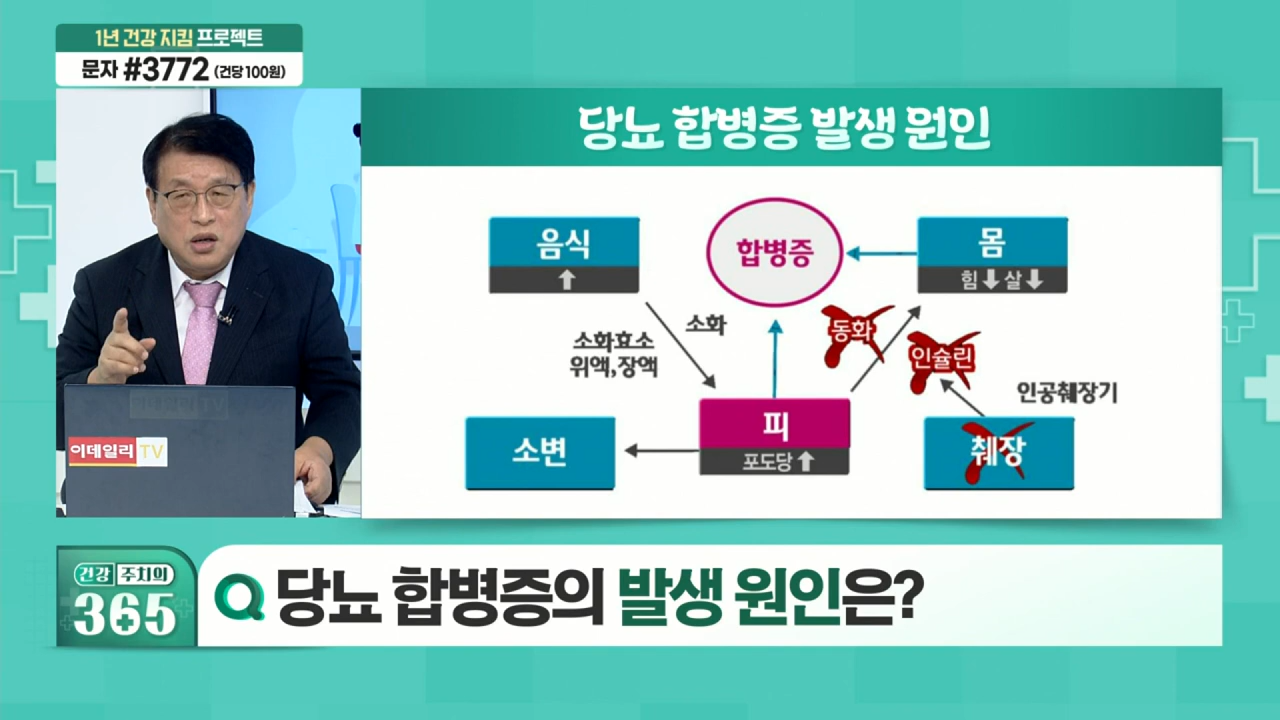 1년 건강 지킴 프로젝트
문자 #3772 (건당 100원)
당뇨 합병증 발생 원인
음식
합병증
몸
힘 ⬇ 살 ⬇
⬆
소화
소화효소
위액, 장액
동화
인슐린
인공췌장기
소변
피
포도당 ⬆
췌장
이데일리 TV
건강 주치의
365
Q 당뇨 합병증의 발생 원인은?